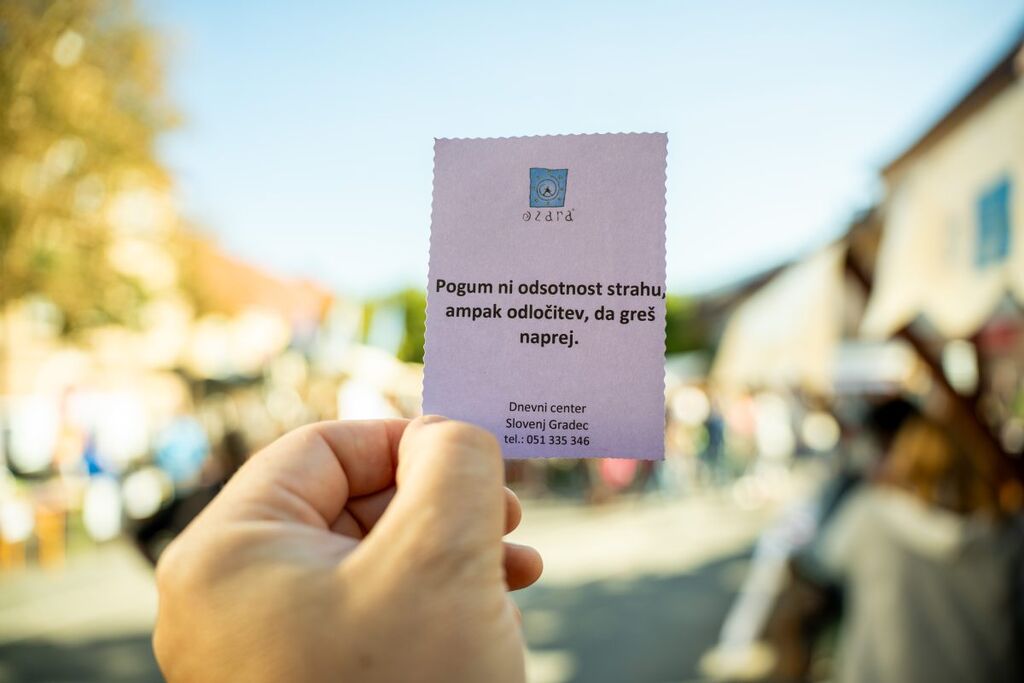 ozara
Pogum ni odsotnost strahu,
ampak odločitev, da greš
naprej.
Dnevni center
Slovenj Gradec
tel.: 051 335 346